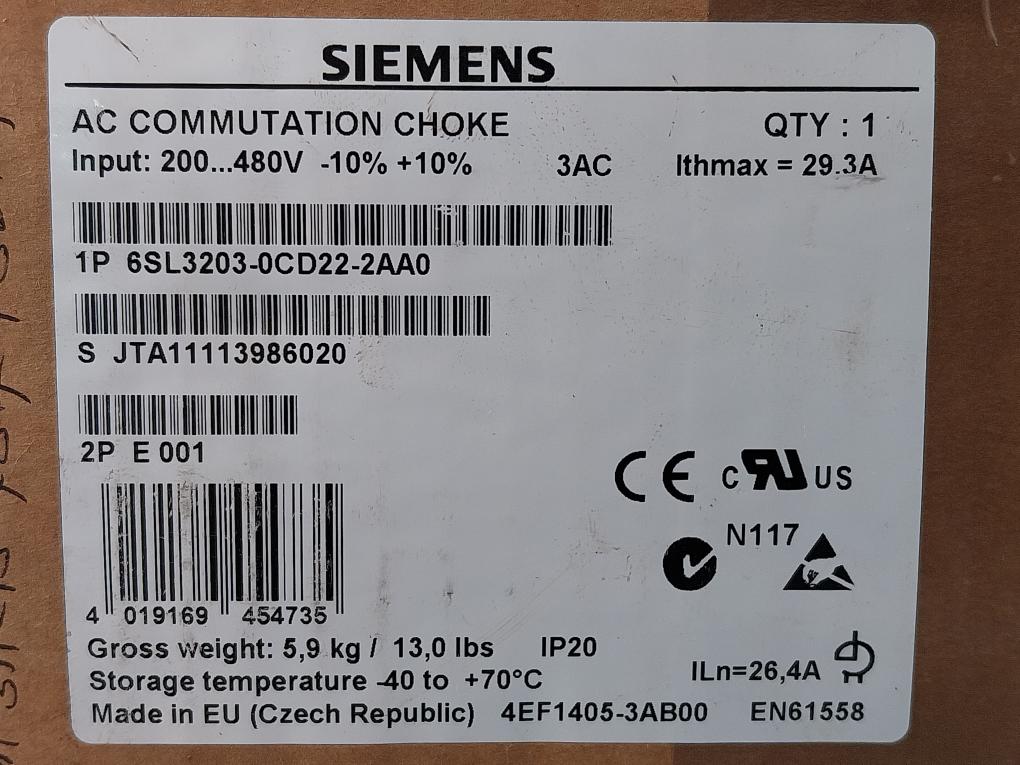 SIEMENS
AC COMMUTATION CHOKE QTY : 1
Input: 200...480V -10% +10% 3AC Ithmax = 29.3A
1P 6SL3203-0CD22-2AA0
S JTA11113986020
2P E 001
CE c RU US
N117
4 019169 454735
Gross weight: 5,9 kg / 13,0 lbs IP20
Storage temperature -40 to +70°C ILn=26,4A
Made in EU (Czech Republic) 4EF1405-3AB00 EN61558